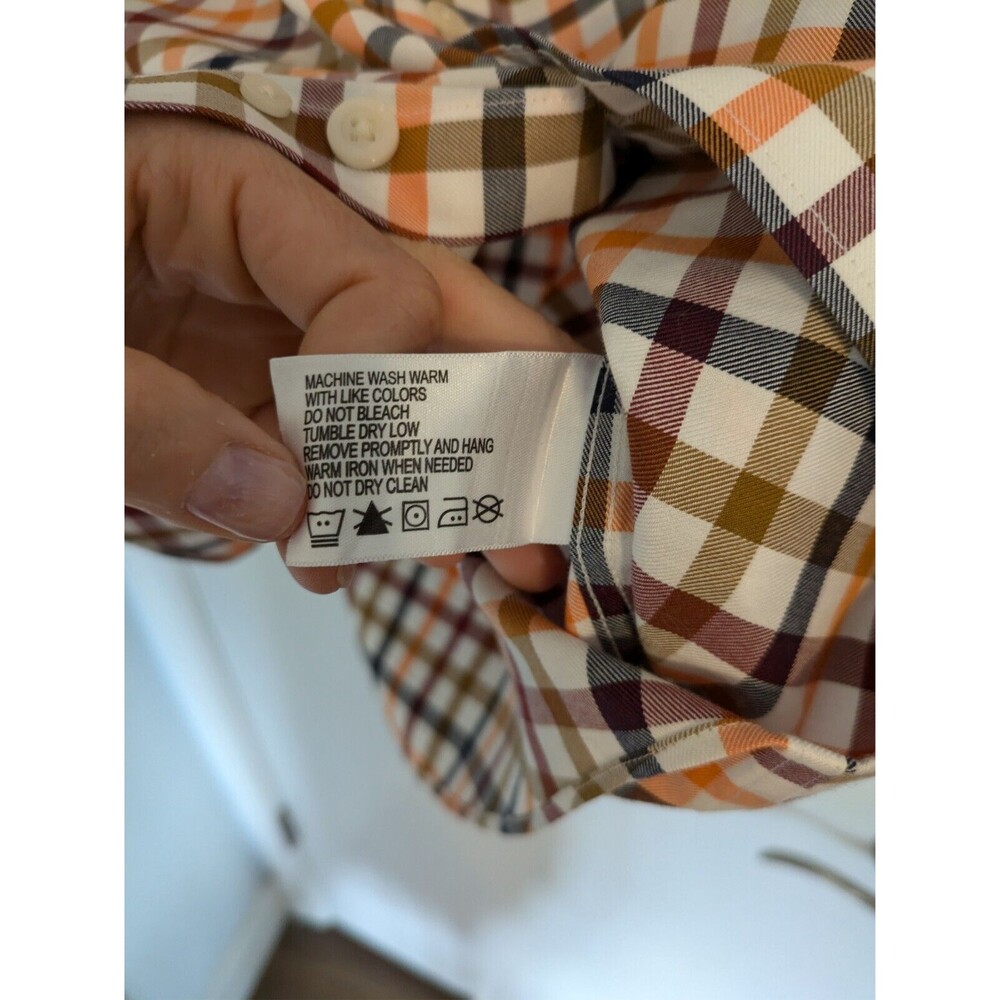 MACHINE WASH WARM
WITH LIKE COLORS
DO NOT BLEACH
TUMBLE DRY LOW
REMOVE PROMPTLY AND HANG
WARM IRON WHEN NEEDED
DO NOT DRY CLEAN